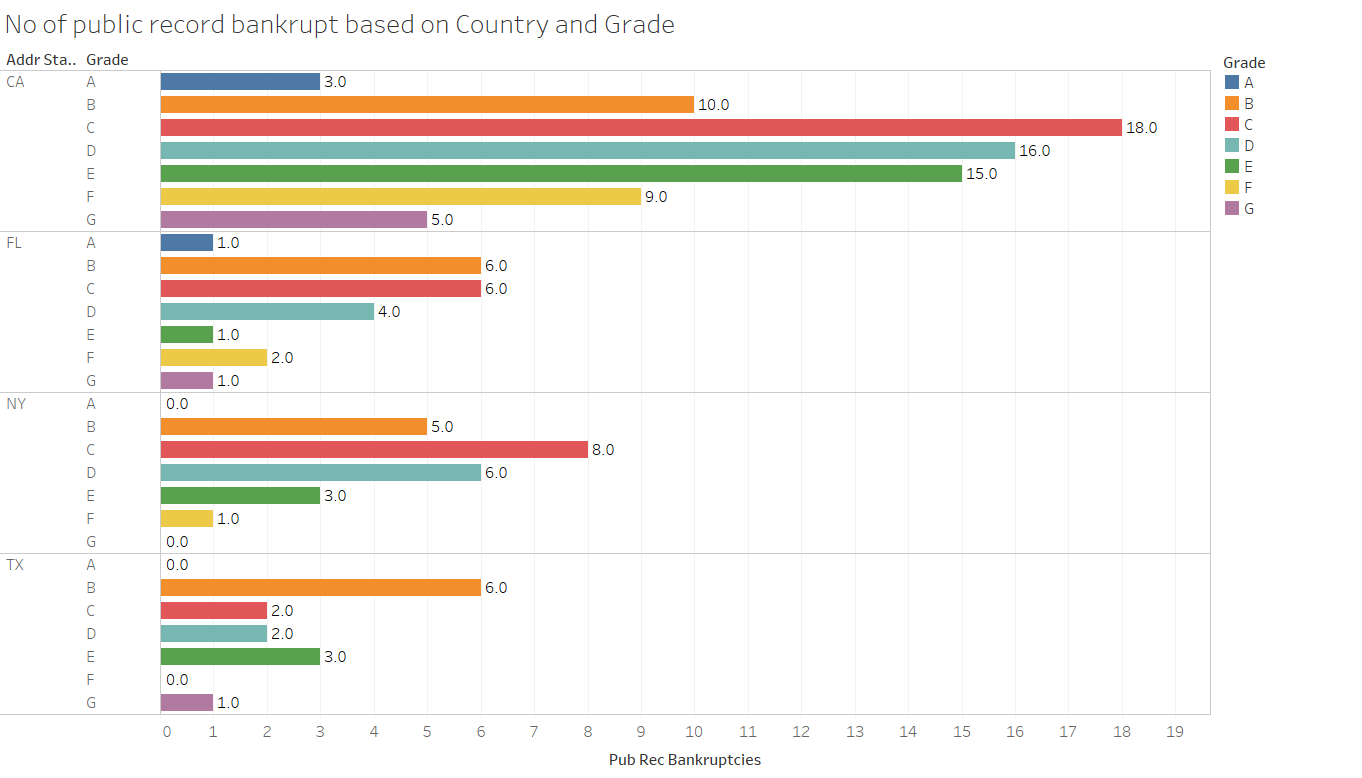 No of public record bankrupt based on Country and Grade
Addr Sta.. Grade
Grade
CA A 3.0
A
B 10.0
B
C 18.0
C
D 16.0
D
E 15.0
E
F 9.0
F
G 5.0
G
FL A 1.0
B 6.0
C 6.0
D 4.0
E 1.0
F 2.0
G 1.0
NY A 0.0
B 5.0
C 8.0
D 6.0
E 3.0
F 1.0
G 0.0
TX A 0.0
B 6.0
C 2.0
D 2.0
E 3.0
F 0.0
G 1.0
0 1 2 3 4 5 6 7 8 9 10 11 12 13 14 15 16 17 18 19
Pub Rec Bankruptcies